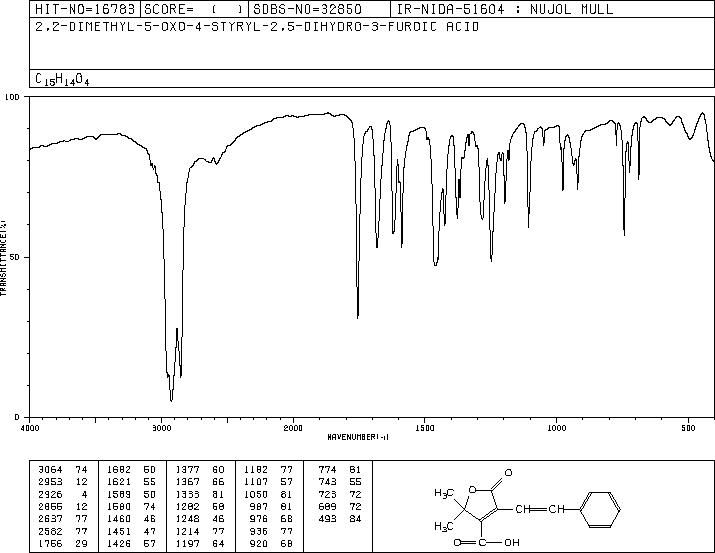 HIT-NO=16783 SCORE= ( ) SDBS-NO=32850 IR-NIDA-51604 : NUJOL MULL
2,2-DIMETHYL-5-OXO-4-STYRYL-2,5-DIHYDRO-3-FUROIC ACID
C15H14O4
100
50
0
TRANSMITTANCE(%)
4000 3000 2000 1500 1000 500
WAVENUMBER(-1)
3064 74 1682 50 1377 60 1182 77 774 81
2953 12 1621 55 1367 66 1107 57 743 55
2926 4 1589 50 1333 81 1050 81 723 72
2855 12 1580 74 1282 58 987 81 689 72
2637 77 1460 46 1248 46 976 68 493 84
2582 77 1451 47 1214 77 936 77
1756 29 1426 57 1197 64 920 68
O
H3C O
H3C CH=CH
O=C-OH